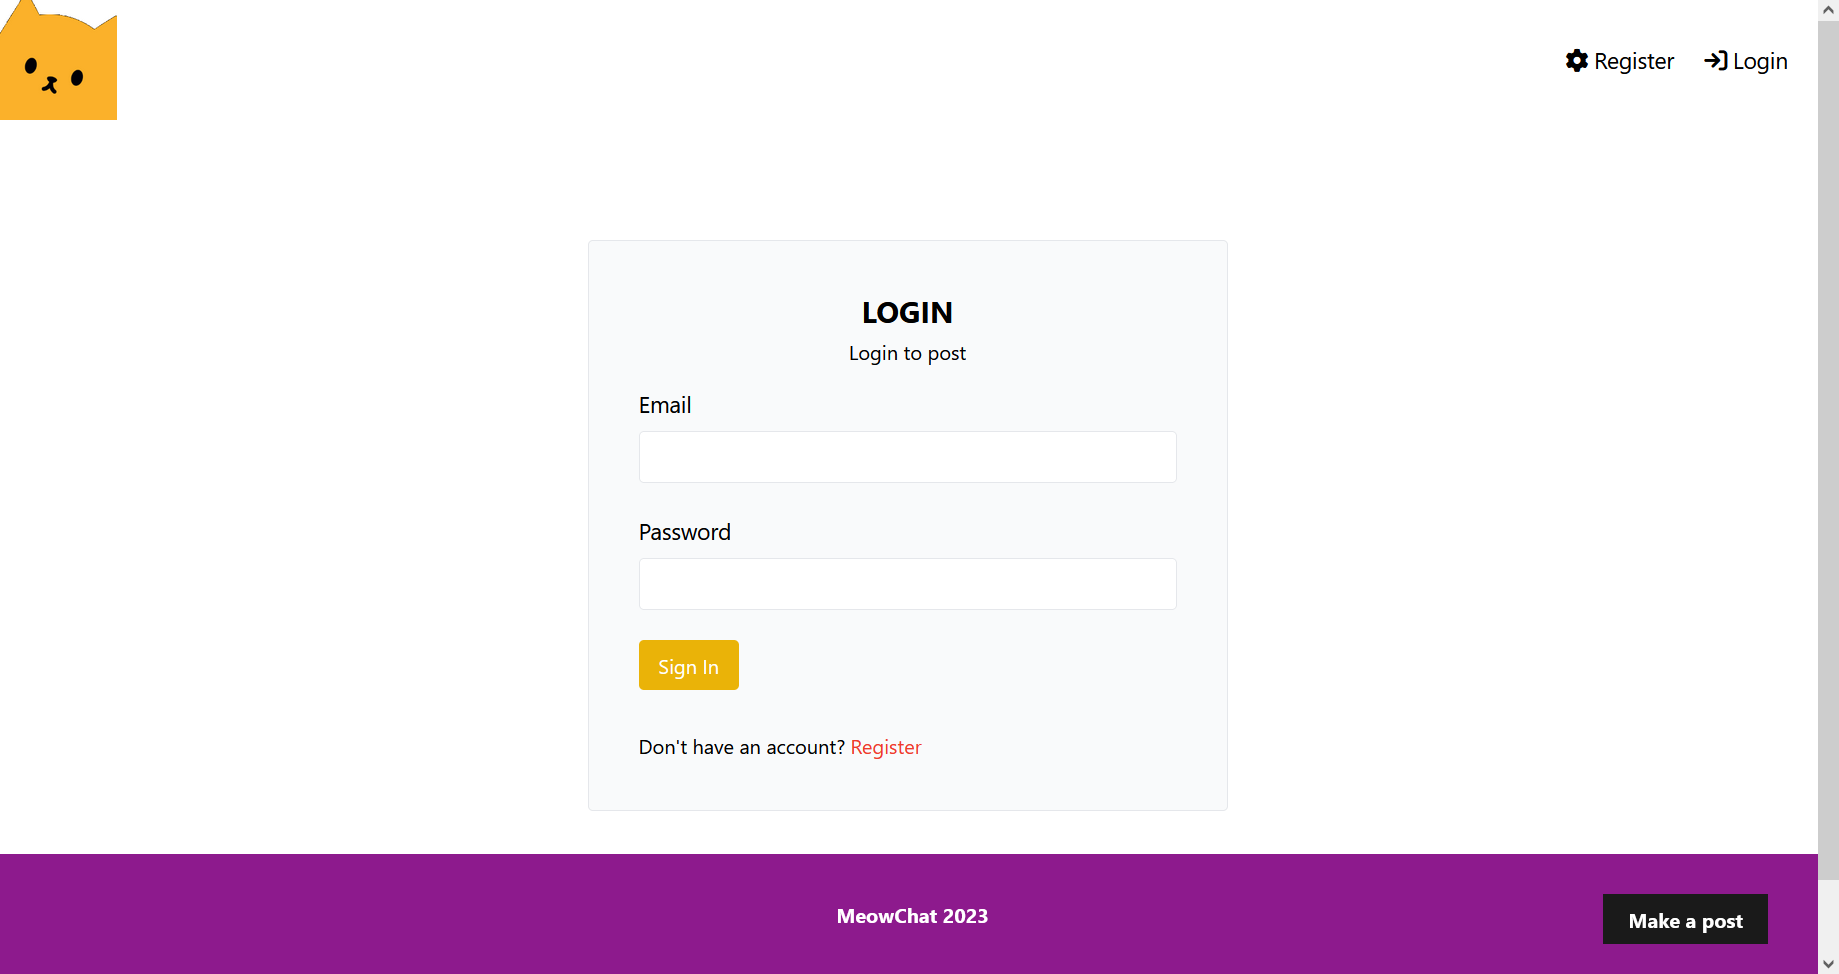 Register Login
LOGIN
Login to post
Email
Password
Sign In
Don't have an account? Register
MeowChat 2023
Make a post